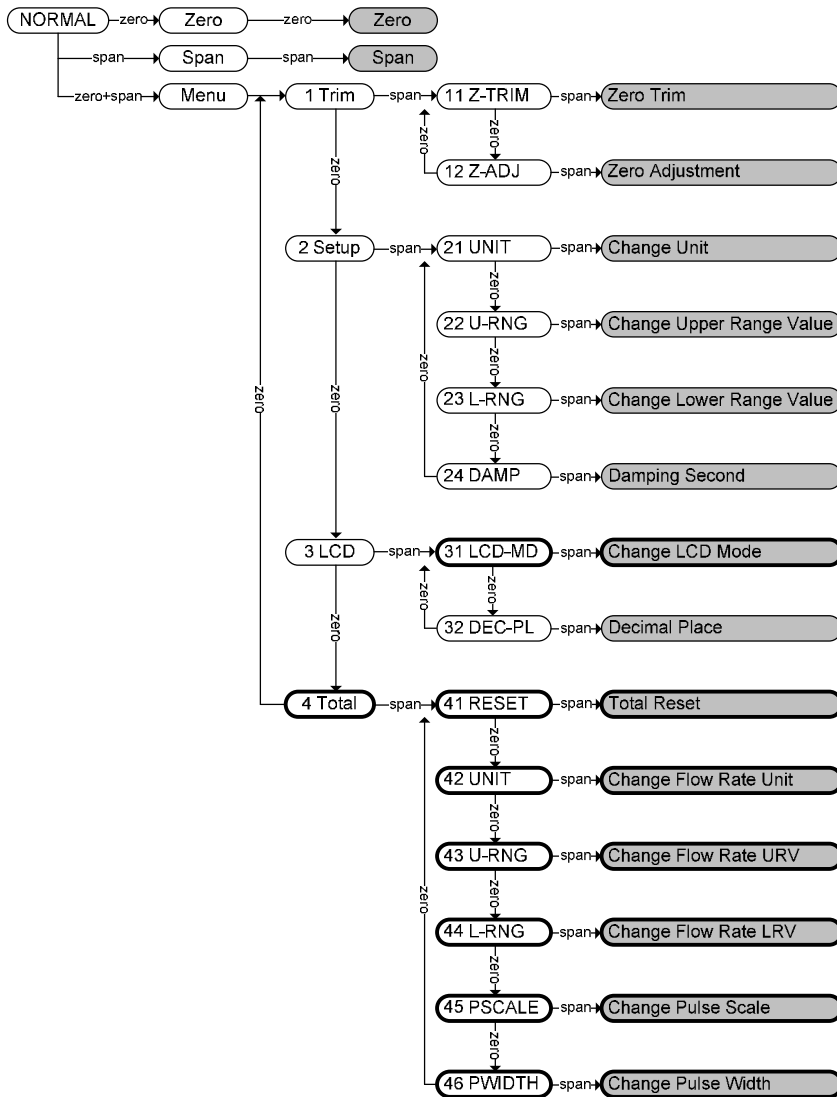 NORMAL zero Zero zero Zero
span Span span Span
zero+span Menu 1 Trim span 11 Z-TRIM span Zero Trim
zero zero zero
12 Z-ADJ span Zero Adjustment
2 Setup span 21 UNIT span Change Unit
zero
22 U-RNG span Change Upper Range Value
zero zero zero zero
23 L-RNG span Change Lower Range Value
zero
24 DAMP span Damping Second
3 LCD span 31 LCD-MD span Change LCD Mode
zero zero
32 DEC-PL span Decimal Place
zero
4 Total span 41 RESET span Total Reset
zero
42 UNIT span Change Flow Rate Unit
zero
43 U-RNG span Change Flow Rate URV
zero zero
44 L-RNG span Change Flow Rate LRV
zero
45 PSCALE span Change Pulse Scale
zero
46 PWIDTH span Change Pulse Width